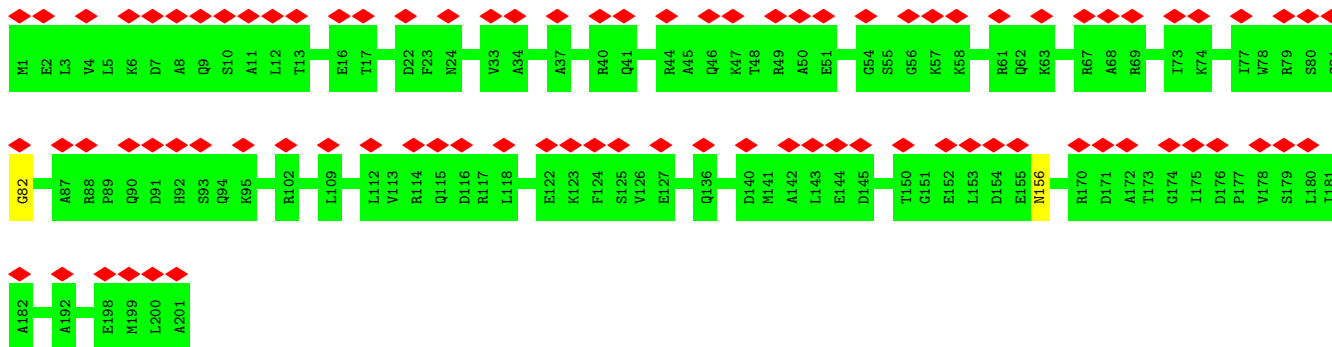 M1 E2 L3 V4 L5 K6 D7 A8 Q9 S10 A11 L12 T13 E16 T17 D22 F23 N24 V33 A34 A37 R40 Q41 R44 A45 Q46 K47 T48 R49 A50 E51 G54 S55 G56 K57 K58 R61 Q62 K63 R67 A68 R69 I73 K74 I77 W78 R79 S80
G82 A87 R88 P89 Q90 D91 H92 S93 Q94 K95 R102 L109 L112 V113 R114 Q115 D116 R117 L118 E122 K123 F124 S125 V126 E127 Q136 D140 M141 A142 L143 E144 D145 T150 G151 E152 L153 D154 E155 N156 R170 D171 A172 T173 G174 I175 D176 P177 V178 S179 L180 I181
A182 A192 E198 M199 L200 A201